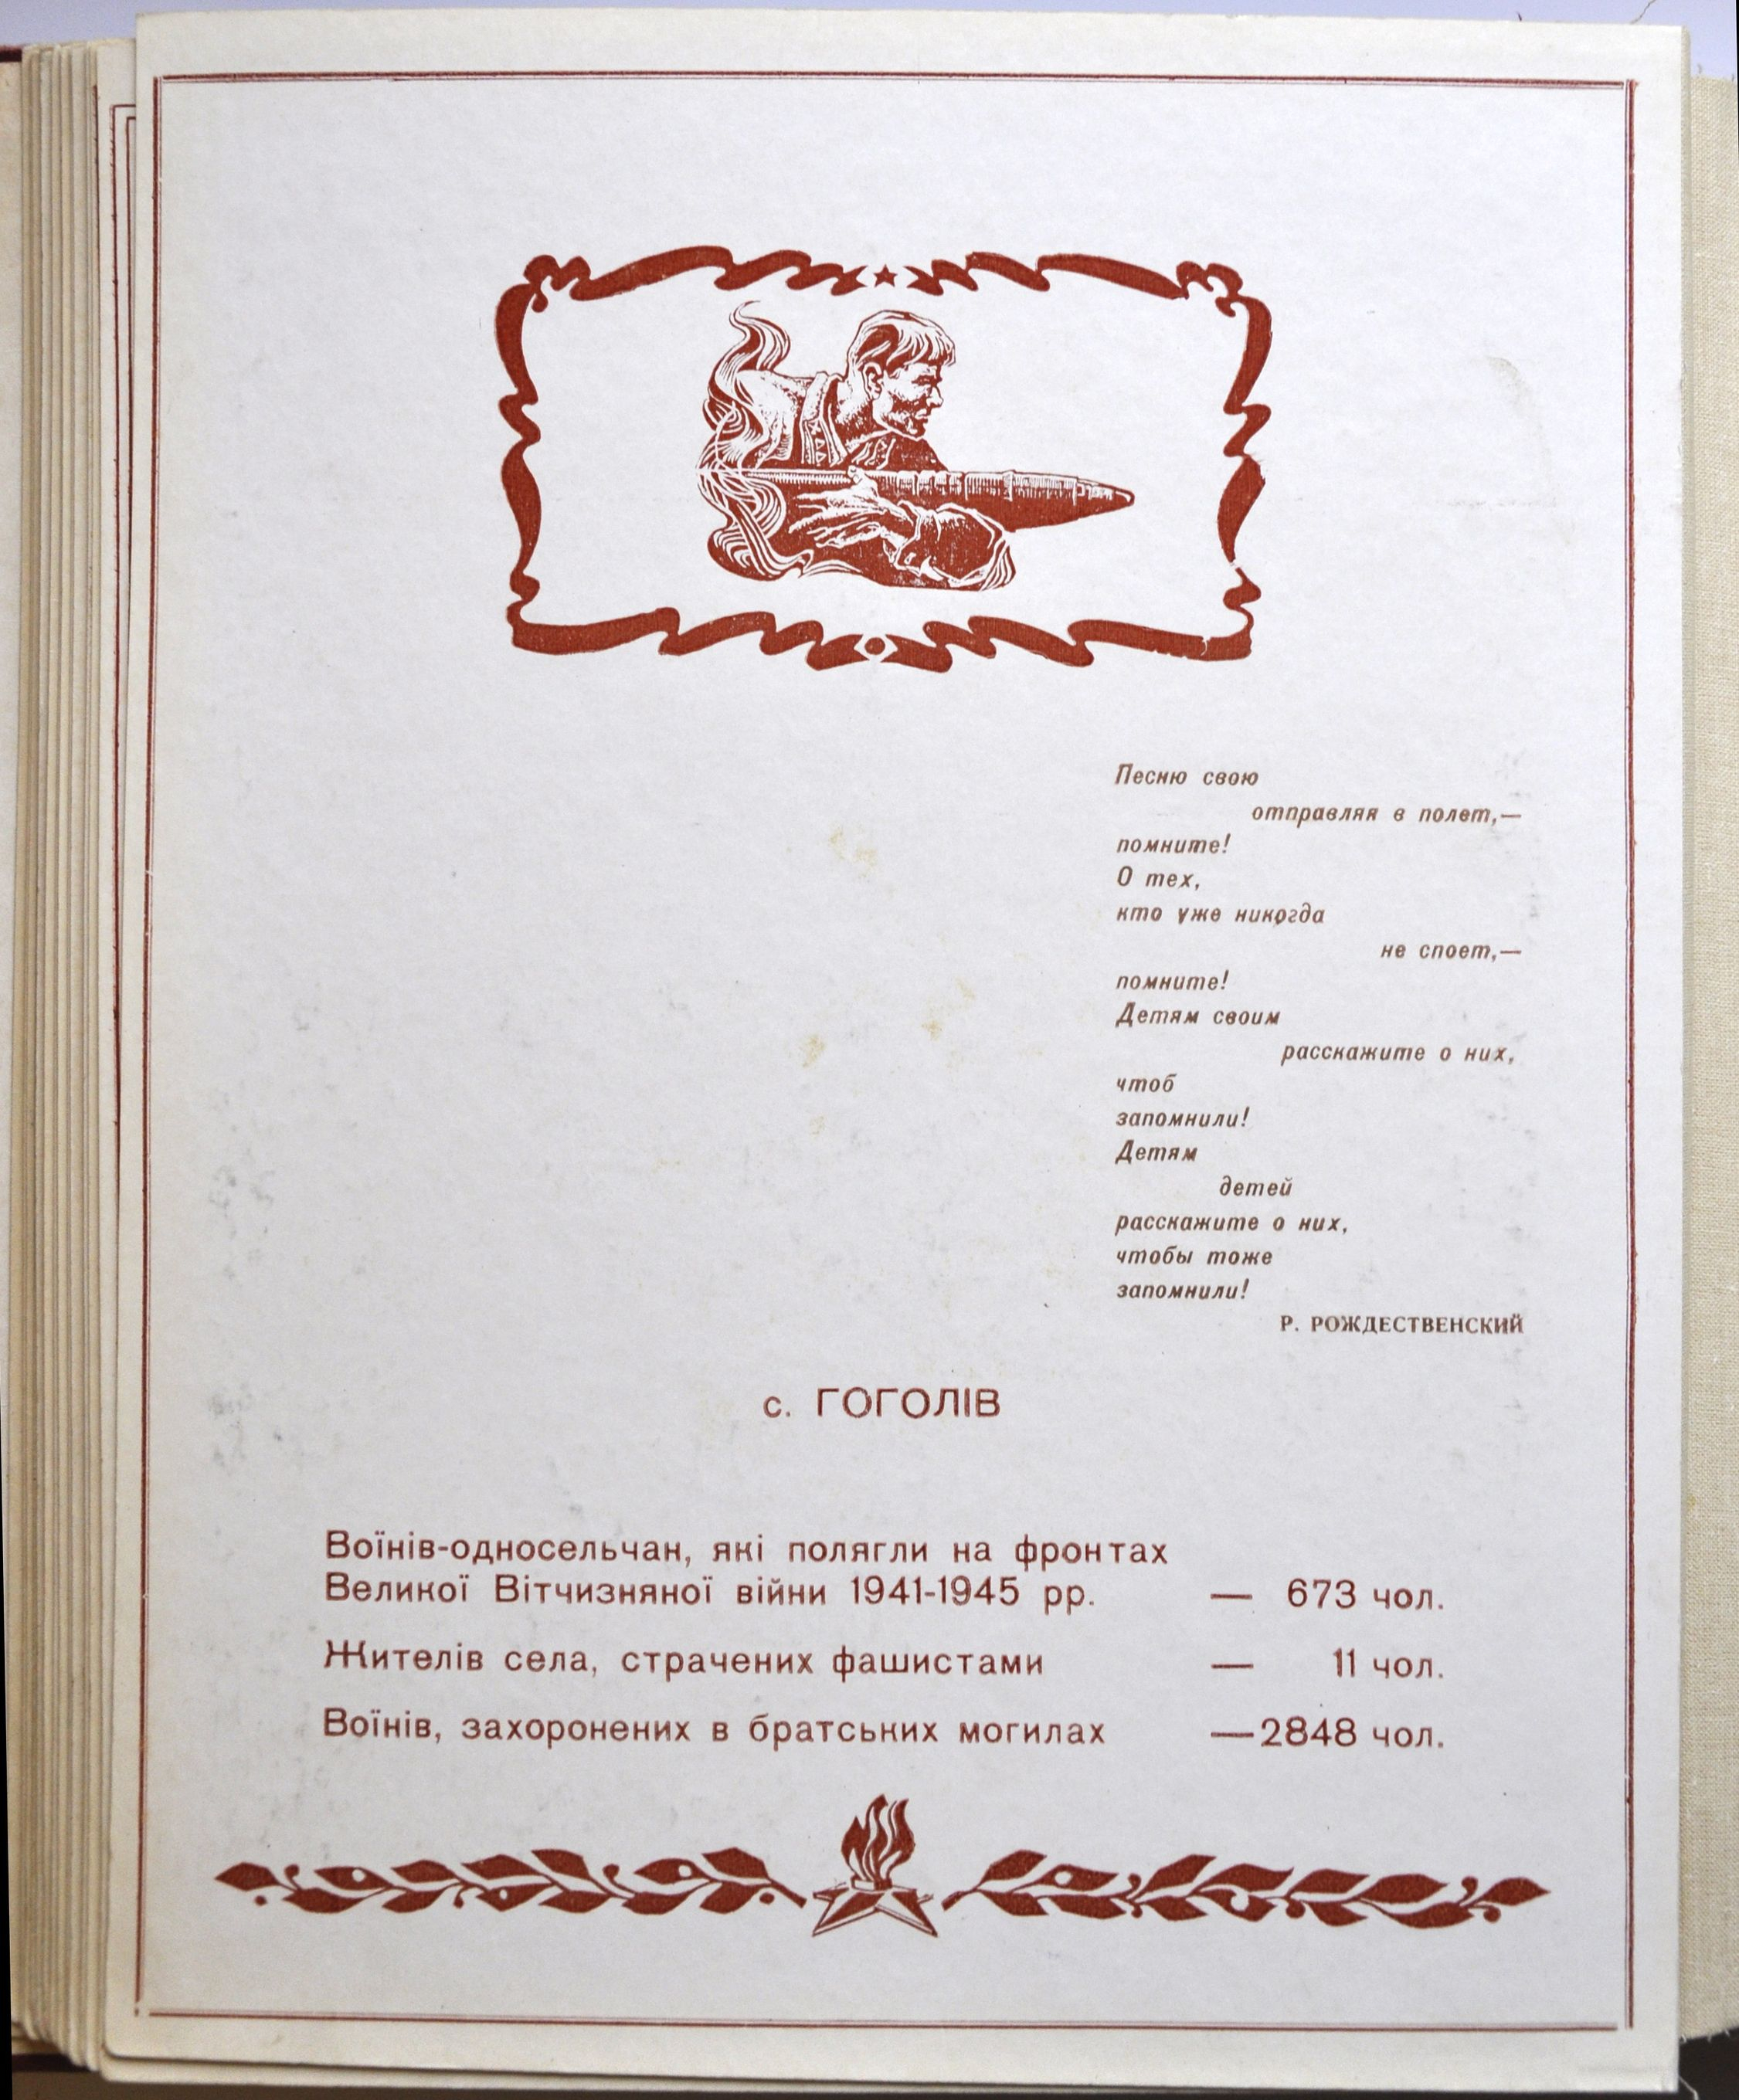 Песню свою
отправляя в полет,—
помните!
О тех,
кто уже никогда
не споет,—
помните!
Детям своим
расскажите о них,
чтоб
запомнили!
Детям
детей
расскажите о них,
чтобы тоже
запомнили!
Р. РОЖДЕСТВЕНСКИЙ
с. ГОГОЛІВ
Воїнів-односельчан, які полягли на фронтах
Великої Вітчизняної війни 1941-1945 рр. — 673 чол.
Жителів села, страчених фашистами — 11 чол.
Воїнів, захоронених в братських могилах —2848 чол.